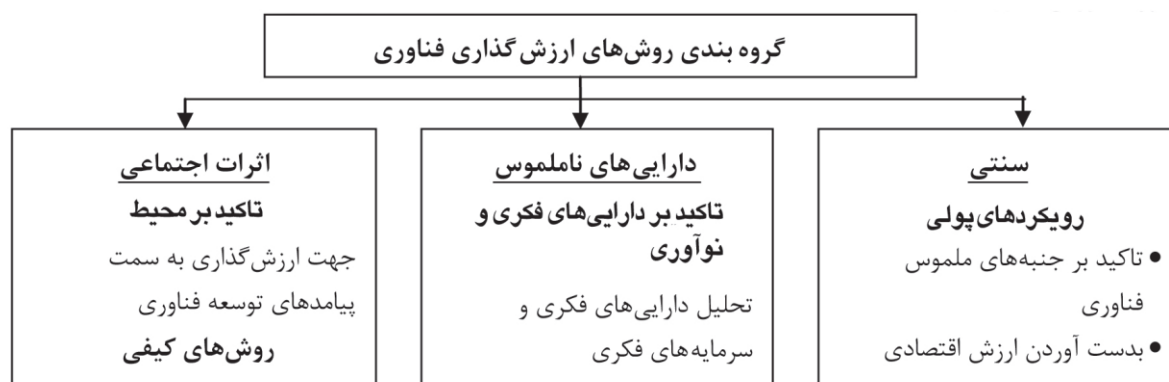 گروه بندی روش‌های ارزش گذاری فناوری
سنتی
رویکردهای پولی
• تاکید بر جنبه‌های ملموس
فناوری
• بدست آوردن ارزش اقتصادی
دارایی‌های ناملموس
تاکید بر دارایی‌های فکری و
نوآوری
تحلیل دارایی‌های فکری و
سرمایه‌های فکری
اثرات اجتماعی
تاکید بر محیط
جهت ارزش‌گذاری به سمت
پیامدهای توسعه فناوری
روش‌های کیفی